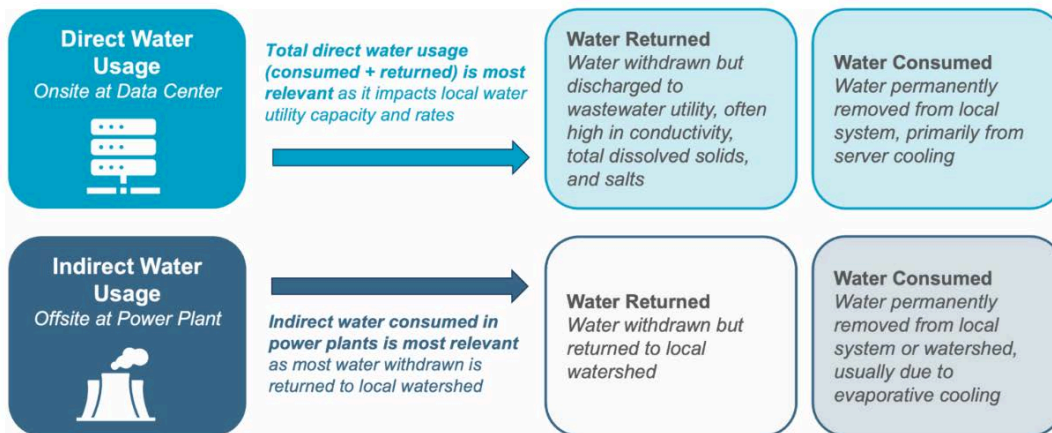 Direct Water
Usage
Onsite at Data Center
Total direct water usage
(consumed + returned) is most
relevant as it impacts local water
utility capacity and rates
Water Returned
Water withdrawn but
discharged to
wastewater utility, often
high in conductivity,
total dissolved solids,
and salts
Water Consumed
Water permanently
removed from local
system, primarily from
server cooling
Indirect Water
Usage
Offsite at Power Plant
Indirect water consumed in
power plants is most relevant
as most water withdrawn is
returned to local watershed
Water Returned
Water withdrawn but
returned to local
watershed
Water Consumed
Water permanently
removed from local
system or watershed,
usually due to
evaporative cooling